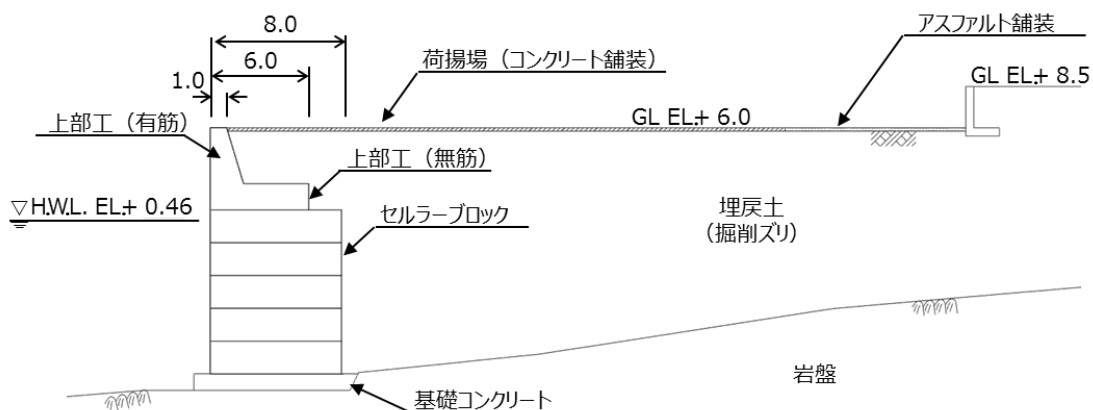 8.0
6.0
1.0
荷揚場（コンクリート舗装）
アスファルト舗装
GL EL.+ 8.5
GL EL.+ 6.0
上部工（有筋）
上部工（無筋）
▽H.W.L. EL.+ 0.46
セルラーブロック
埋戻土
（掘削ズリ）
岩盤
基礎コンクリート